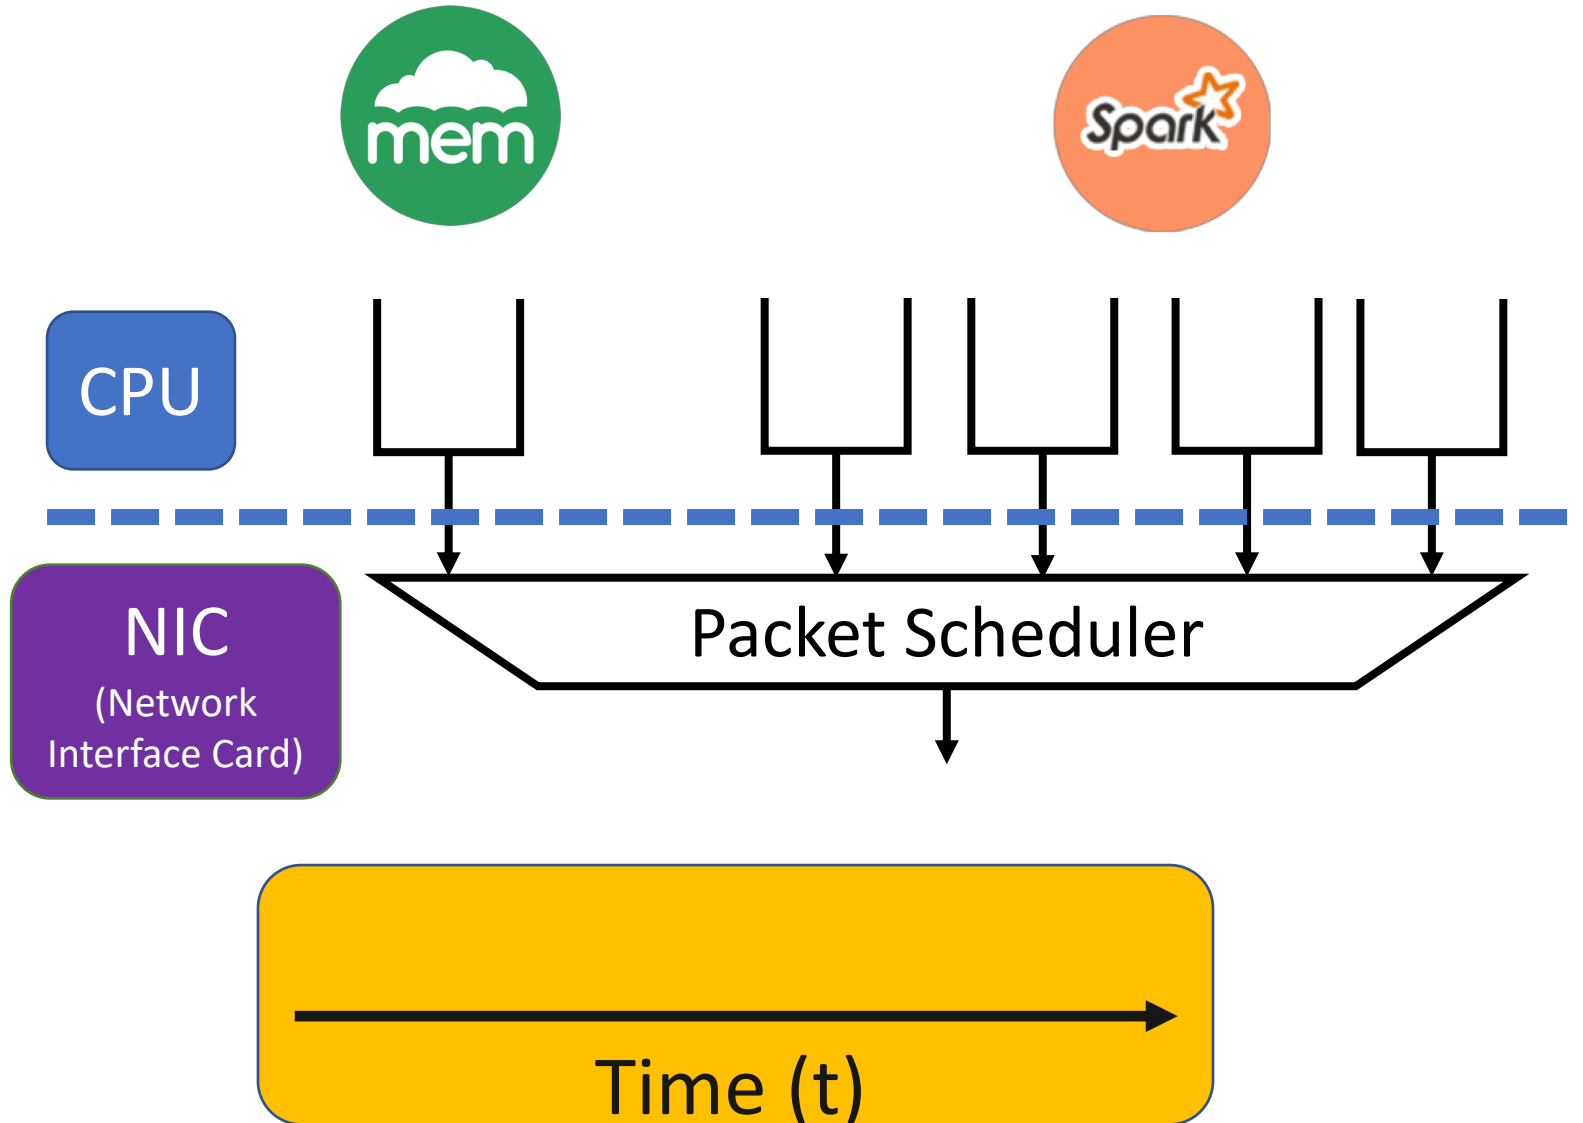 mem
Spark
CPU
NIC
(Network
Interface Card)
Packet Scheduler
Time (t)